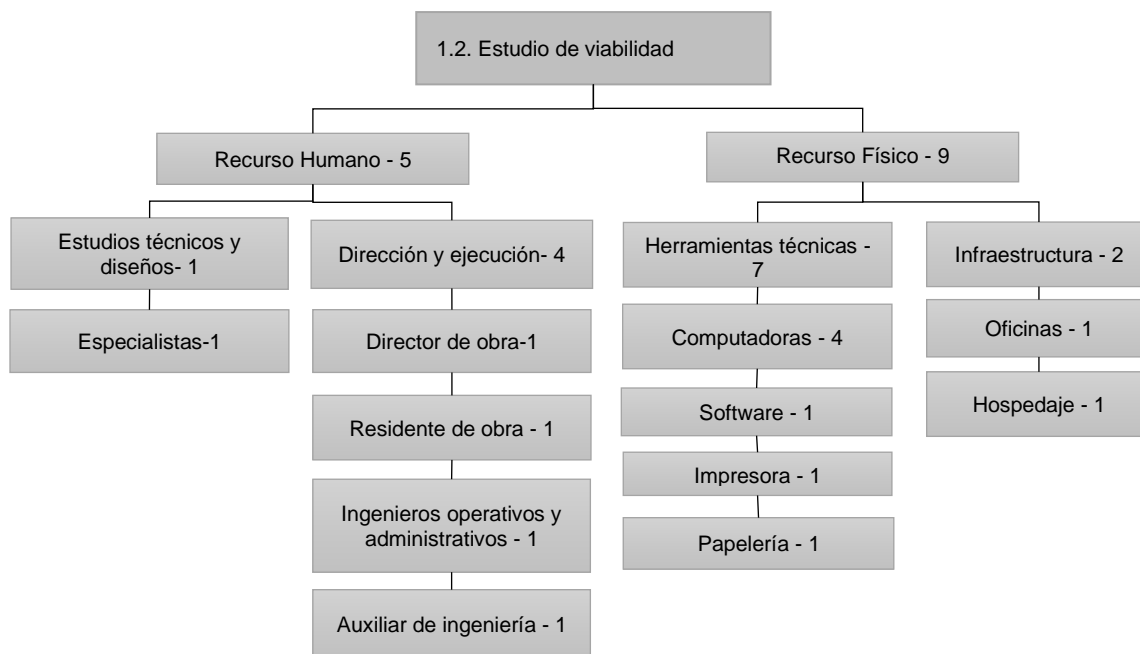 1.2. Estudio de viabilidad
Recurso Humano - 5
Recurso Físico - 9
Estudios técnicos y
diseños- 1
Dirección y ejecución- 4
Herramientas técnicas -
7
Infraestructura - 2
Especialistas-1
Director de obra-1
Computadoras - 4
Oficinas - 1
Residente de obra - 1
Software - 1
Hospedaje - 1
Ingenieros operativos y
administrativos - 1
Impresora - 1
Papelería - 1
Auxiliar de ingeniería - 1